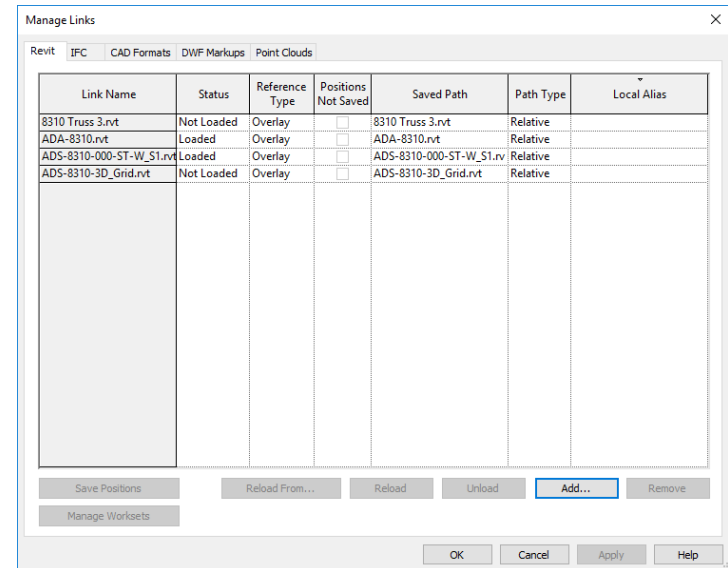 Manage Links
Revit IFC CAD Formats DWF Markups Point Clouds
Link Name Status Reference Type Positions Not Saved Saved Path Path Type Local Alias
8310 Truss 3.rvt Not Loaded Overlay 8310 Truss 3.rvt Relative
ADA-8310.rvt Loaded Overlay ADA-8310.rvt Relative
ADS-8310-000-ST-W_S1.rvt Loaded Overlay ADS-8310-000-ST-W_S1.rv Relative
ADS-8310-3D_Grid.rvt Not Loaded Overlay ADS-8310-3D_Grid.rvt Relative
Save Positions Reload From... Reload Unload Add... Remove
Manage Worksets
OK Cancel Apply Help